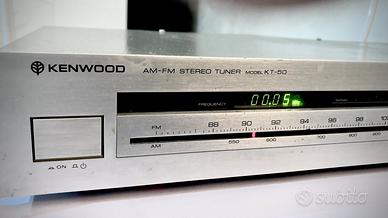 KENWOOD
AM-FM STEREO TUNER MODEL KT-50
FREQUENCY
00.05
FM 88 90 92 94 96 98 100
AM 550 600
ON
subito